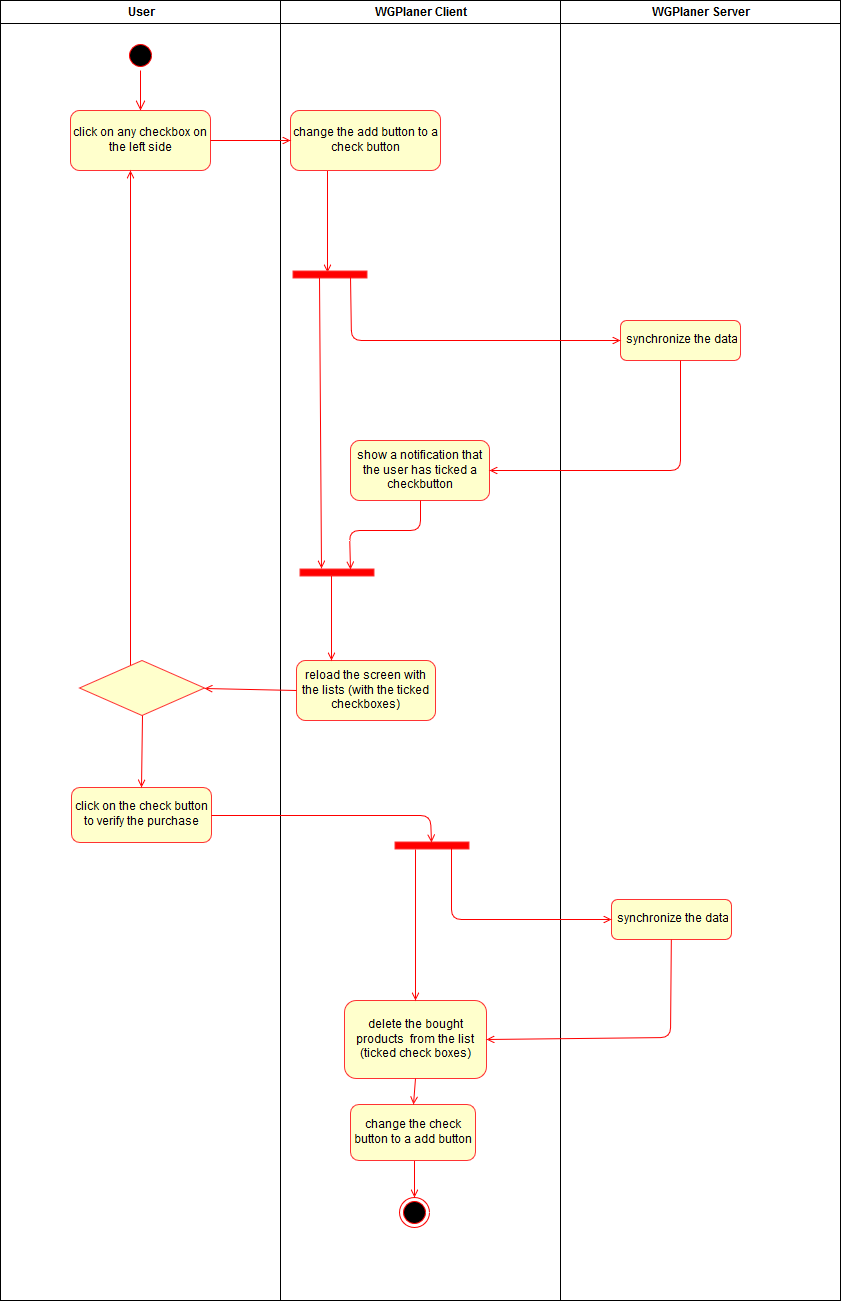 User
WGPlaner Client
WGPlaner Server
click on any checkbox on
the left side
change the add button to a
check button
synchronize the data
show a notification that
the user has ticked a
checkbutton
reload the screen with
the lists (with the ticked
checkboxes)
click on the check button
to verify the purchase
synchronize the data
delete the bought
products  from the list
(ticked check boxes)
change the check
button to a add button